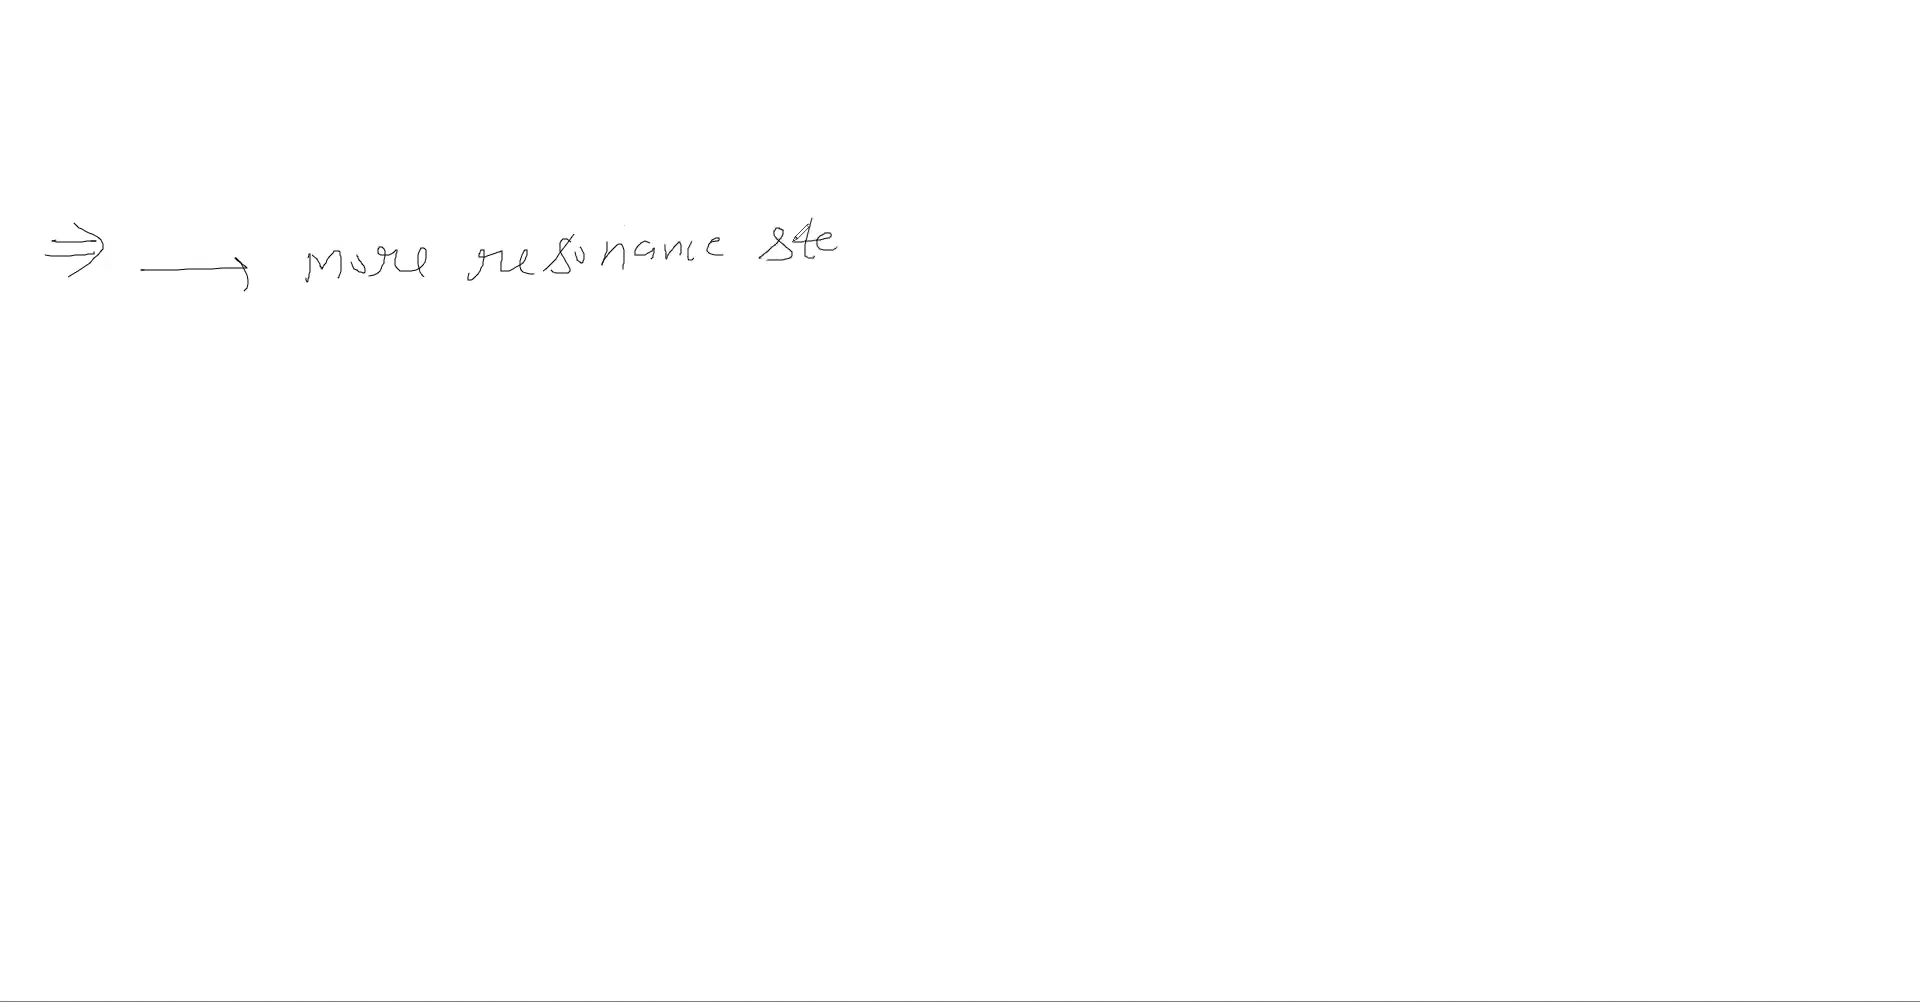 ⇒ → More resonance ste